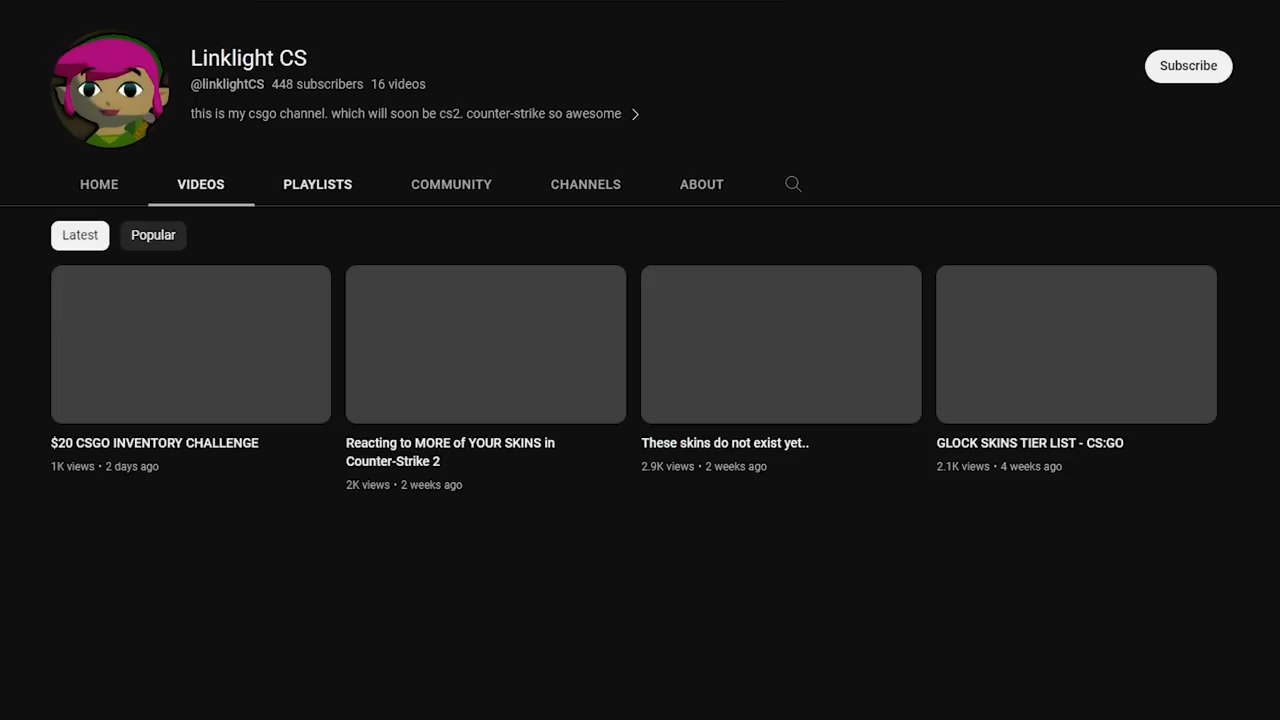 Linklight CS
@linklightCS 448 subscribers 16 videos
Subscribe
this is my csgo channel. which will soon be cs2. counter-strike so awesome
HOME VIDEOS PLAYLISTS COMMUNITY CHANNELS ABOUT
Latest Popular
$20 CSGO INVENTORY CHALLENGE
1K views • 2 days ago
Reacting to MORE of YOUR SKINS in
Counter-Strike 2
2K views • 2 weeks ago
These skins do not exist yet..
2.9K views • 2 weeks ago
GLOCK SKINS TIER LIST - CS:GO
2.1K views • 4 weeks ago